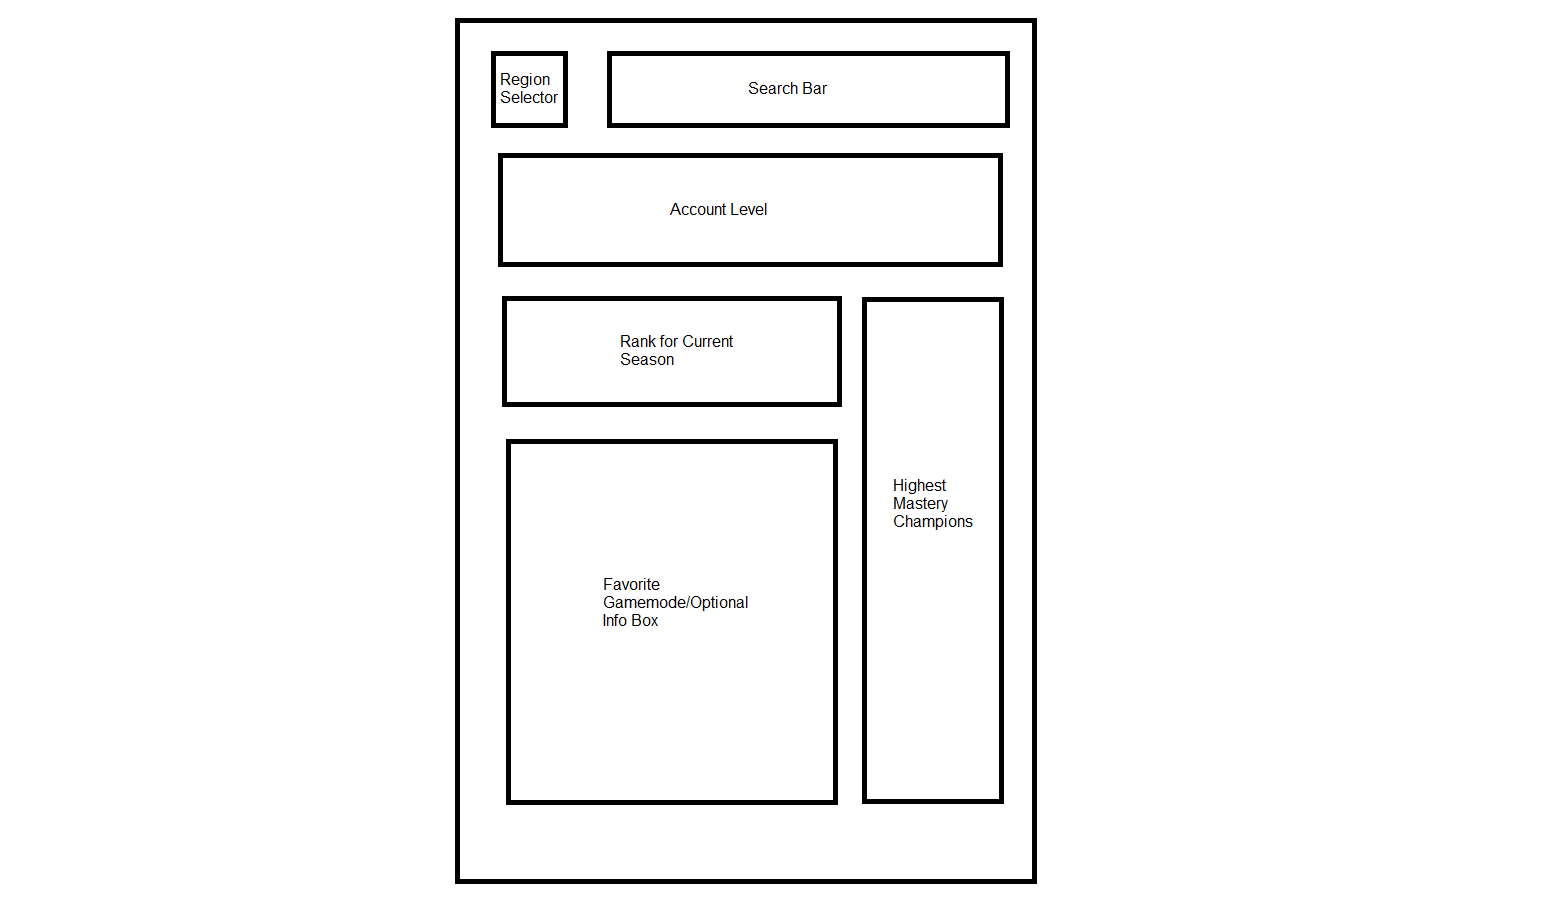 Region
Selector
Search Bar
Account Level
Rank for Current
Season
Highest
Mastery
Champions
Favorite
Gamemode/Optional
Info Box